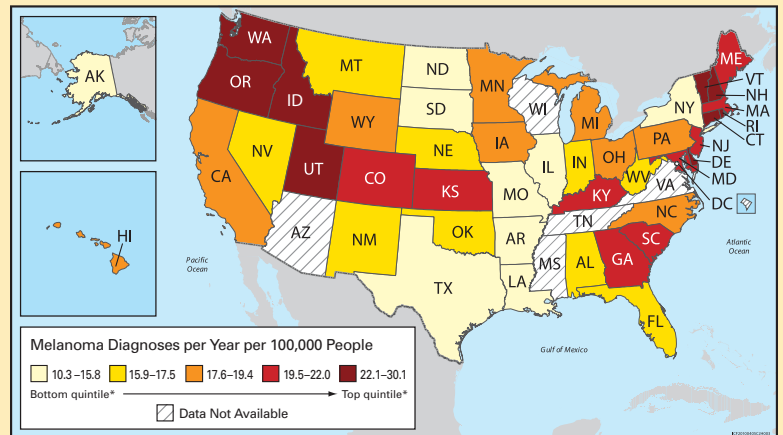 AK
HI
WA
OR
ID
MT
WY
CA
NV
UT
AZ
CO
NM
ND
SD
NE
KS
OK
TX
MN
IA
MO
AR
LA
WI
IL
MI
IN
OH
KY
TN
MS
AL
GA
FL
SC
NC
VA
WV
PA
NY
ME
VT
NH
MA
RI
CT
NJ
DE
MD
DC
Pacific
Ocean
Atlantic
Ocean
Gulf of Mexico
Melanoma Diagnoses per Year per 100,000 People
10.3–15.8 15.9–17.5 17.6–19.4 19.5–22.0 22.1–30.1
Bottom quintile* Top quintile*
Data Not Available